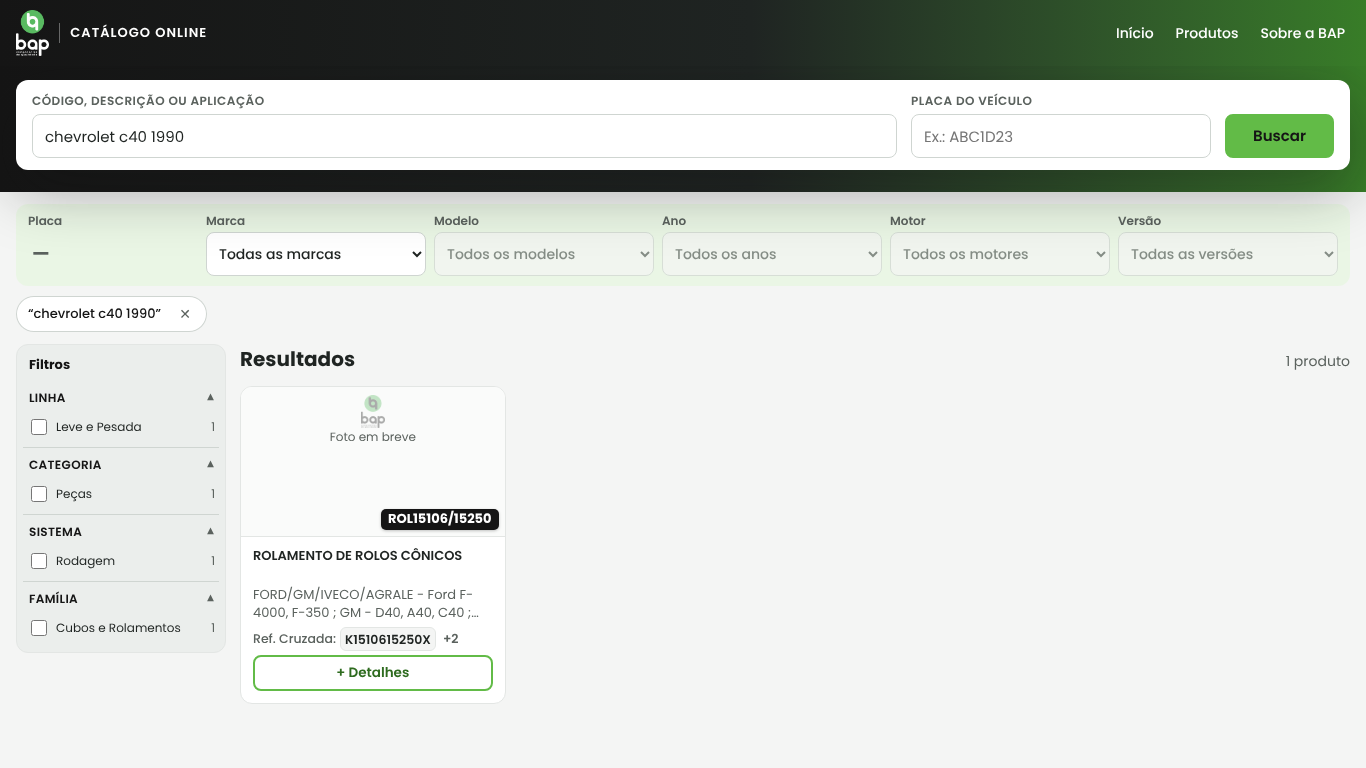 bap
CATÁLOGO ONLINE
Início
Produtos
Sobre a BAP
CÓDIGO, DESCRIÇÃO OU APLICAÇÃO
PLACA DO VEÍCULO
chevrolet c40 1990
Ex.: ABC1D23
Buscar
Placa
Marca
Modelo
Ano
Motor
Versão
—
Todas as marcas
Todos os modelos
Todos os anos
Todos os motores
Todas as versões
“chevrolet c40 1990” ×
Filtros
LINHA
Leve e Pesada 1
CATEGORIA
Peças 1
SISTEMA
Rodagem 1
FAMÍLIA
Cubos e Rolamentos 1
Resultados
1 produto
bap
Foto em breve
ROL15106/15250
ROLAMENTO DE ROLOS CÔNICOS
FORD/GM/IVECO/AGRALE - Ford F-
4000, F-350 ; GM - D40, A40, C40 ;...
Ref. Cruzada: K1510615250X +2
+ Detalhes